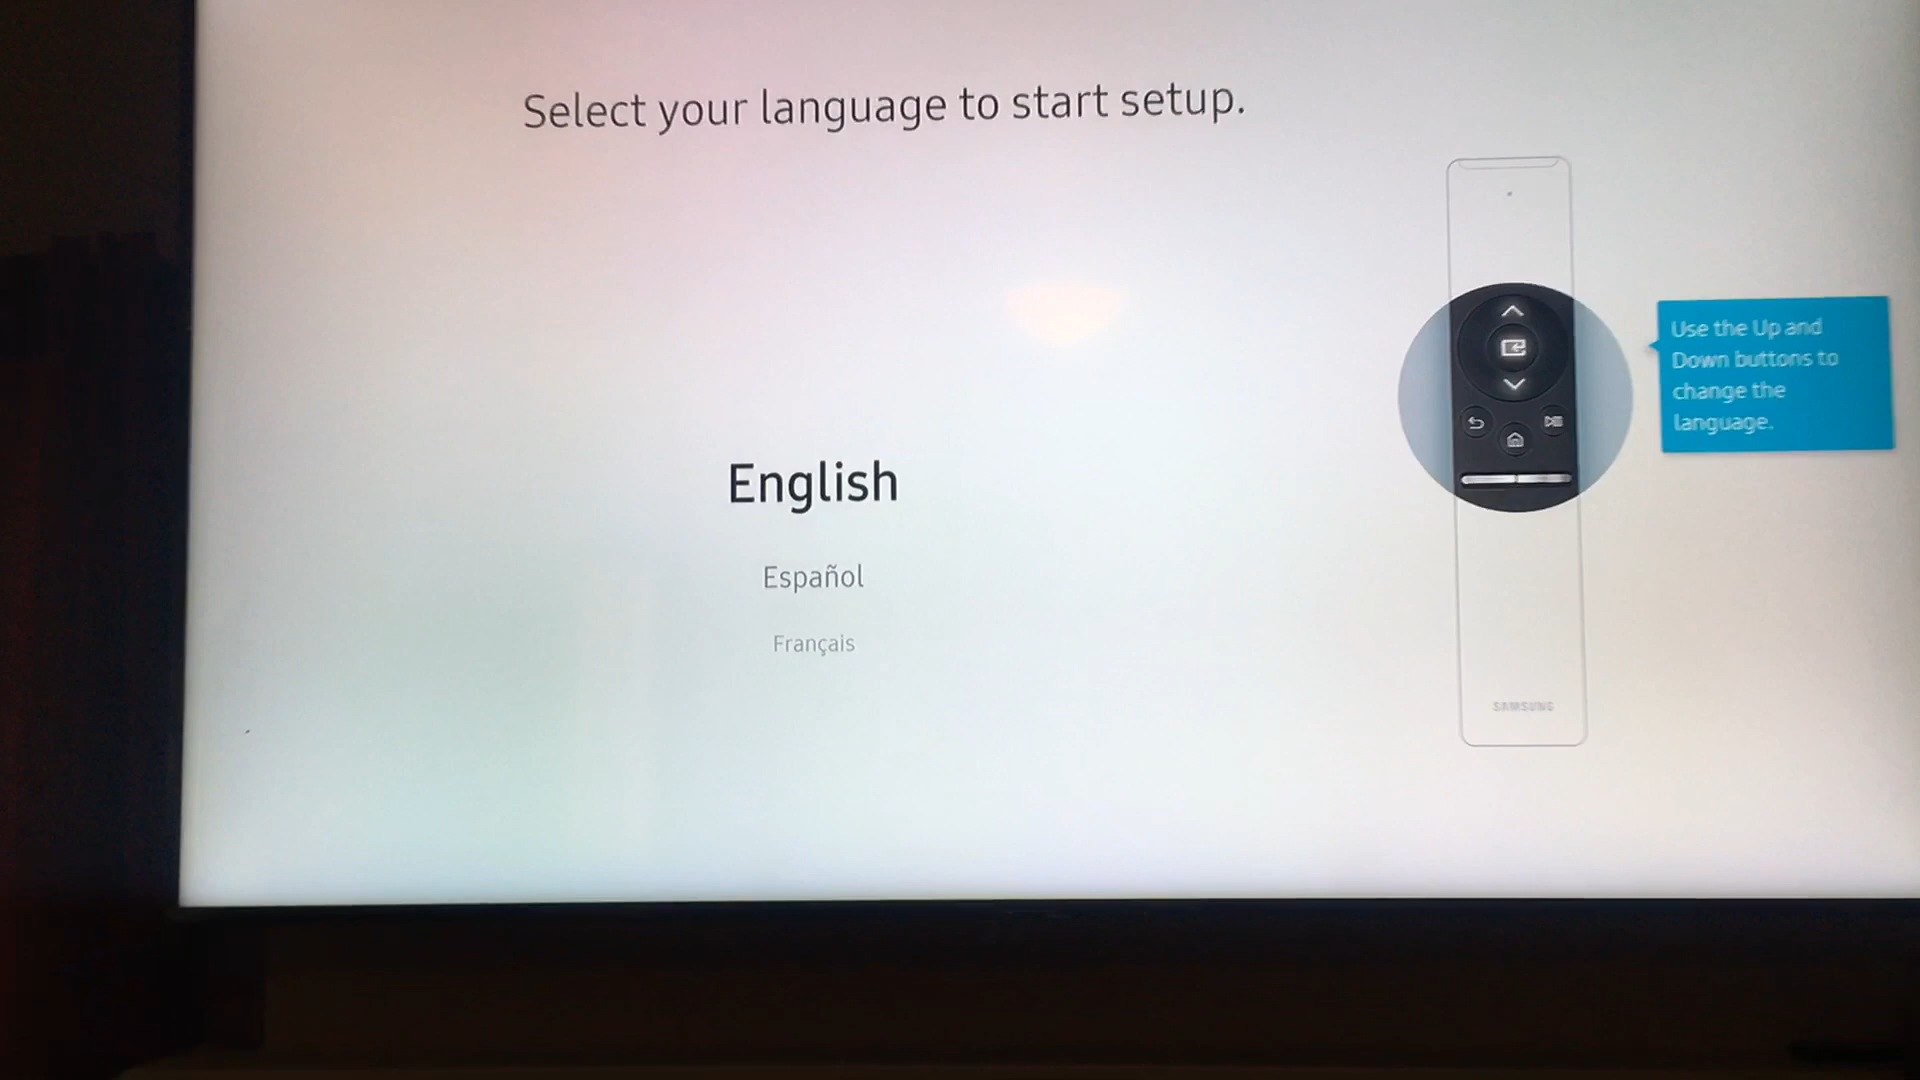 Select your language to start setup.
Use the Up and
Down buttons to
change the
language.
English
Español
Français
SAMSUNG